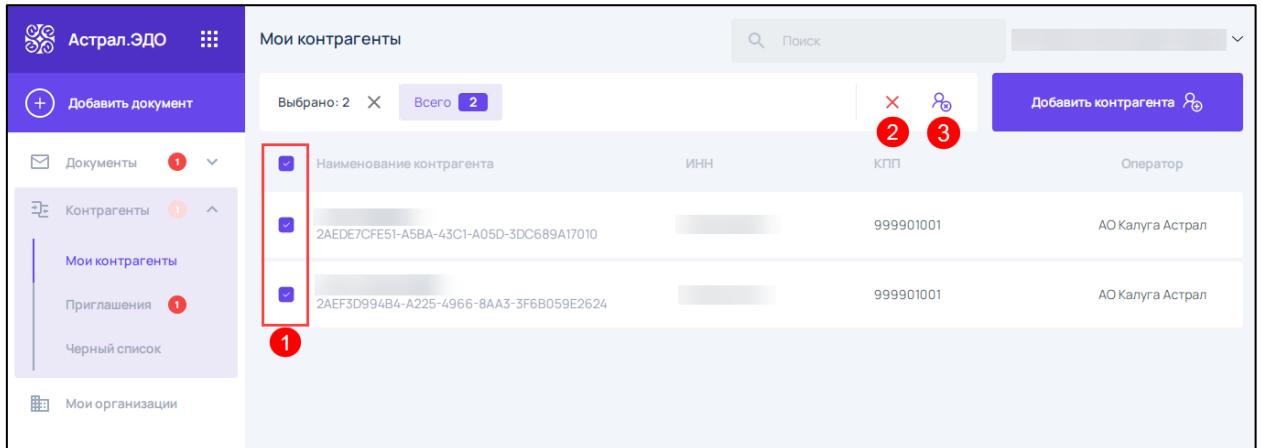 Астрал.ЭДО
Мои контрагенты
Поиск
Добавить документ
Выбрано: 2
Всего 2
2
3
Добавить контрагента
Документы 1
Наименование контрагента ИНН КПП Оператор
Контрагенты 1
2AEDE7CFE51-A5BA-43C1-A05D-3DC689A17010 999901001 АО Калуга Астрал
Мои контрагенты
Приглашения 1
2AEF3D994B4-A225-4966-8AA3-3F6B059E2624 999901001 АО Калуга Астрал
1
Черный список
Мои организации